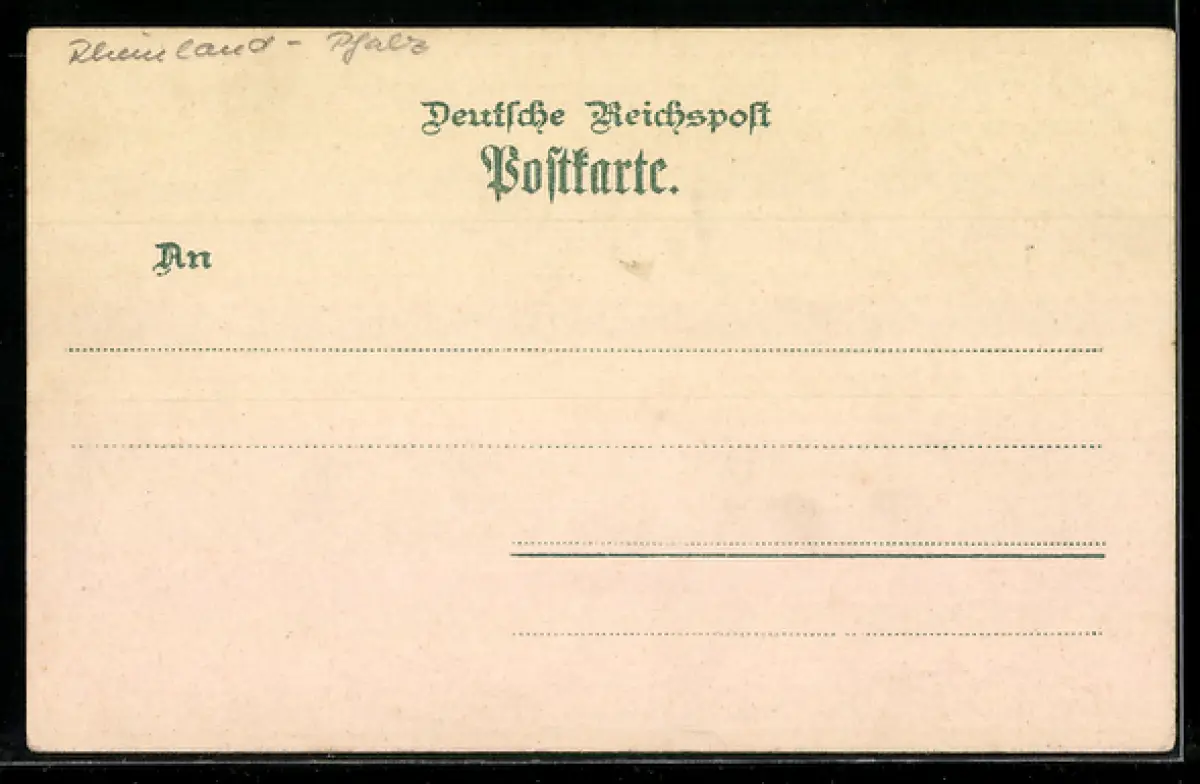 Rheinland - Pfalz
Deutſche Reichspoſt
Poſtkarte.
An